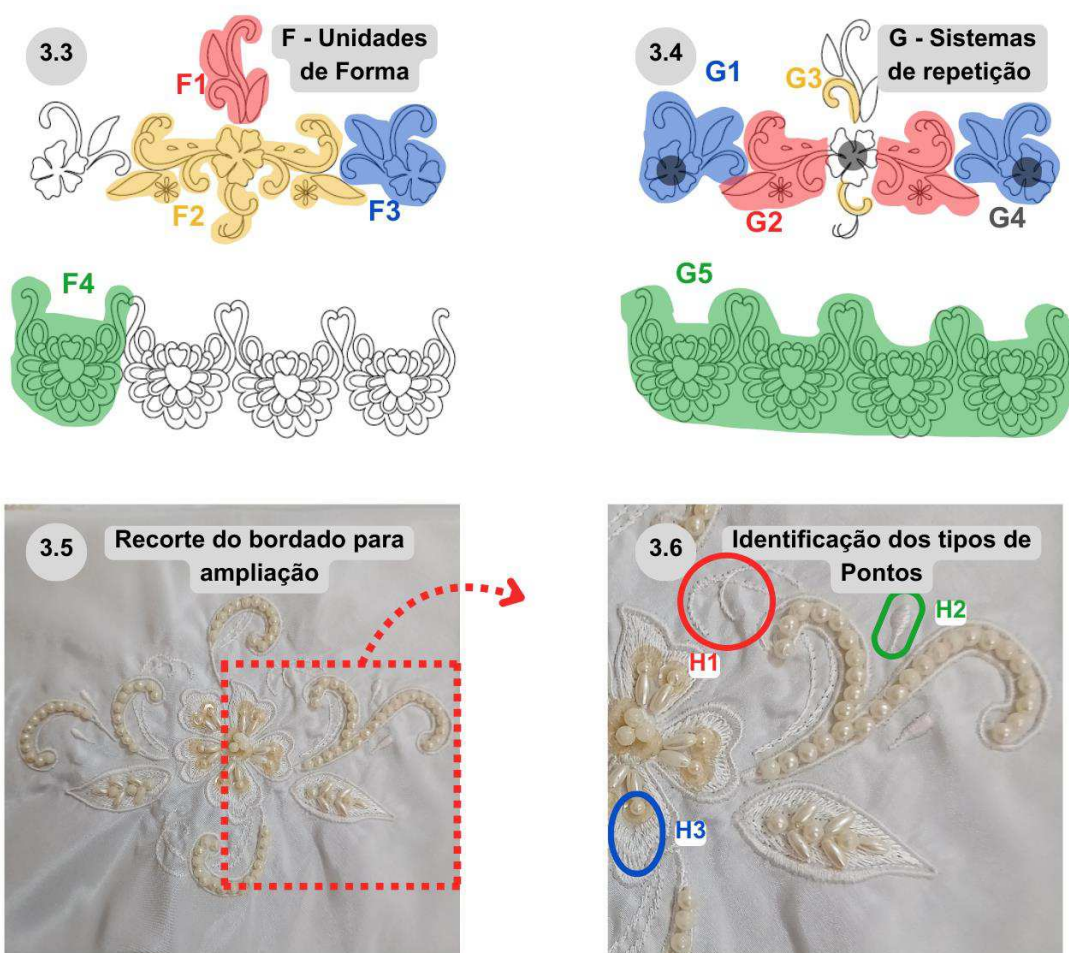 3.3
F - Unidades
de Forma
F1
F2
F3
F4
3.4
G - Sistemas
de repetição
G1
G3
G2
G4
G5
3.5
Recorte do bordado para
ampliação
3.6
Identificação dos tipos de
Pontos
H1
H2
H3